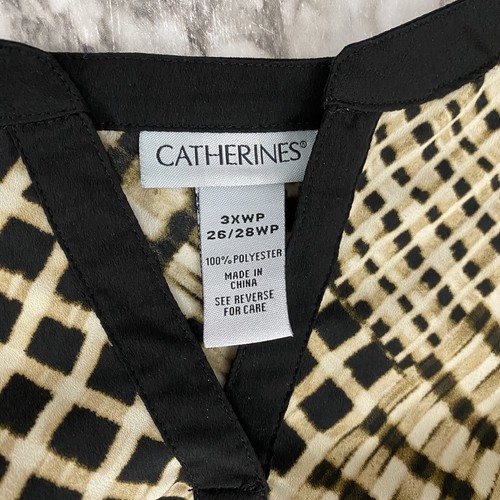 CATHERINES®
3XWP
26/28WP
100% POLYESTER
MADE IN
CHINA
SEE REVERSE
FOR CARE